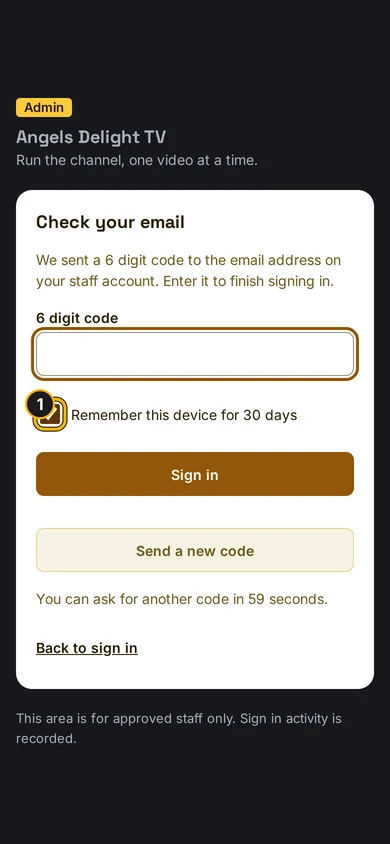 Admin
Angels Delight TV
Run the channel, one video at a time.
Check your email
We sent a 6 digit code to the email address on
your staff account. Enter it to finish signing in.
6 digit code
1
Remember this device for 30 days
Sign in
Send a new code
You can ask for another code in 59 seconds.
Back to sign in
This area is for approved staff only. Sign in activity is
recorded.